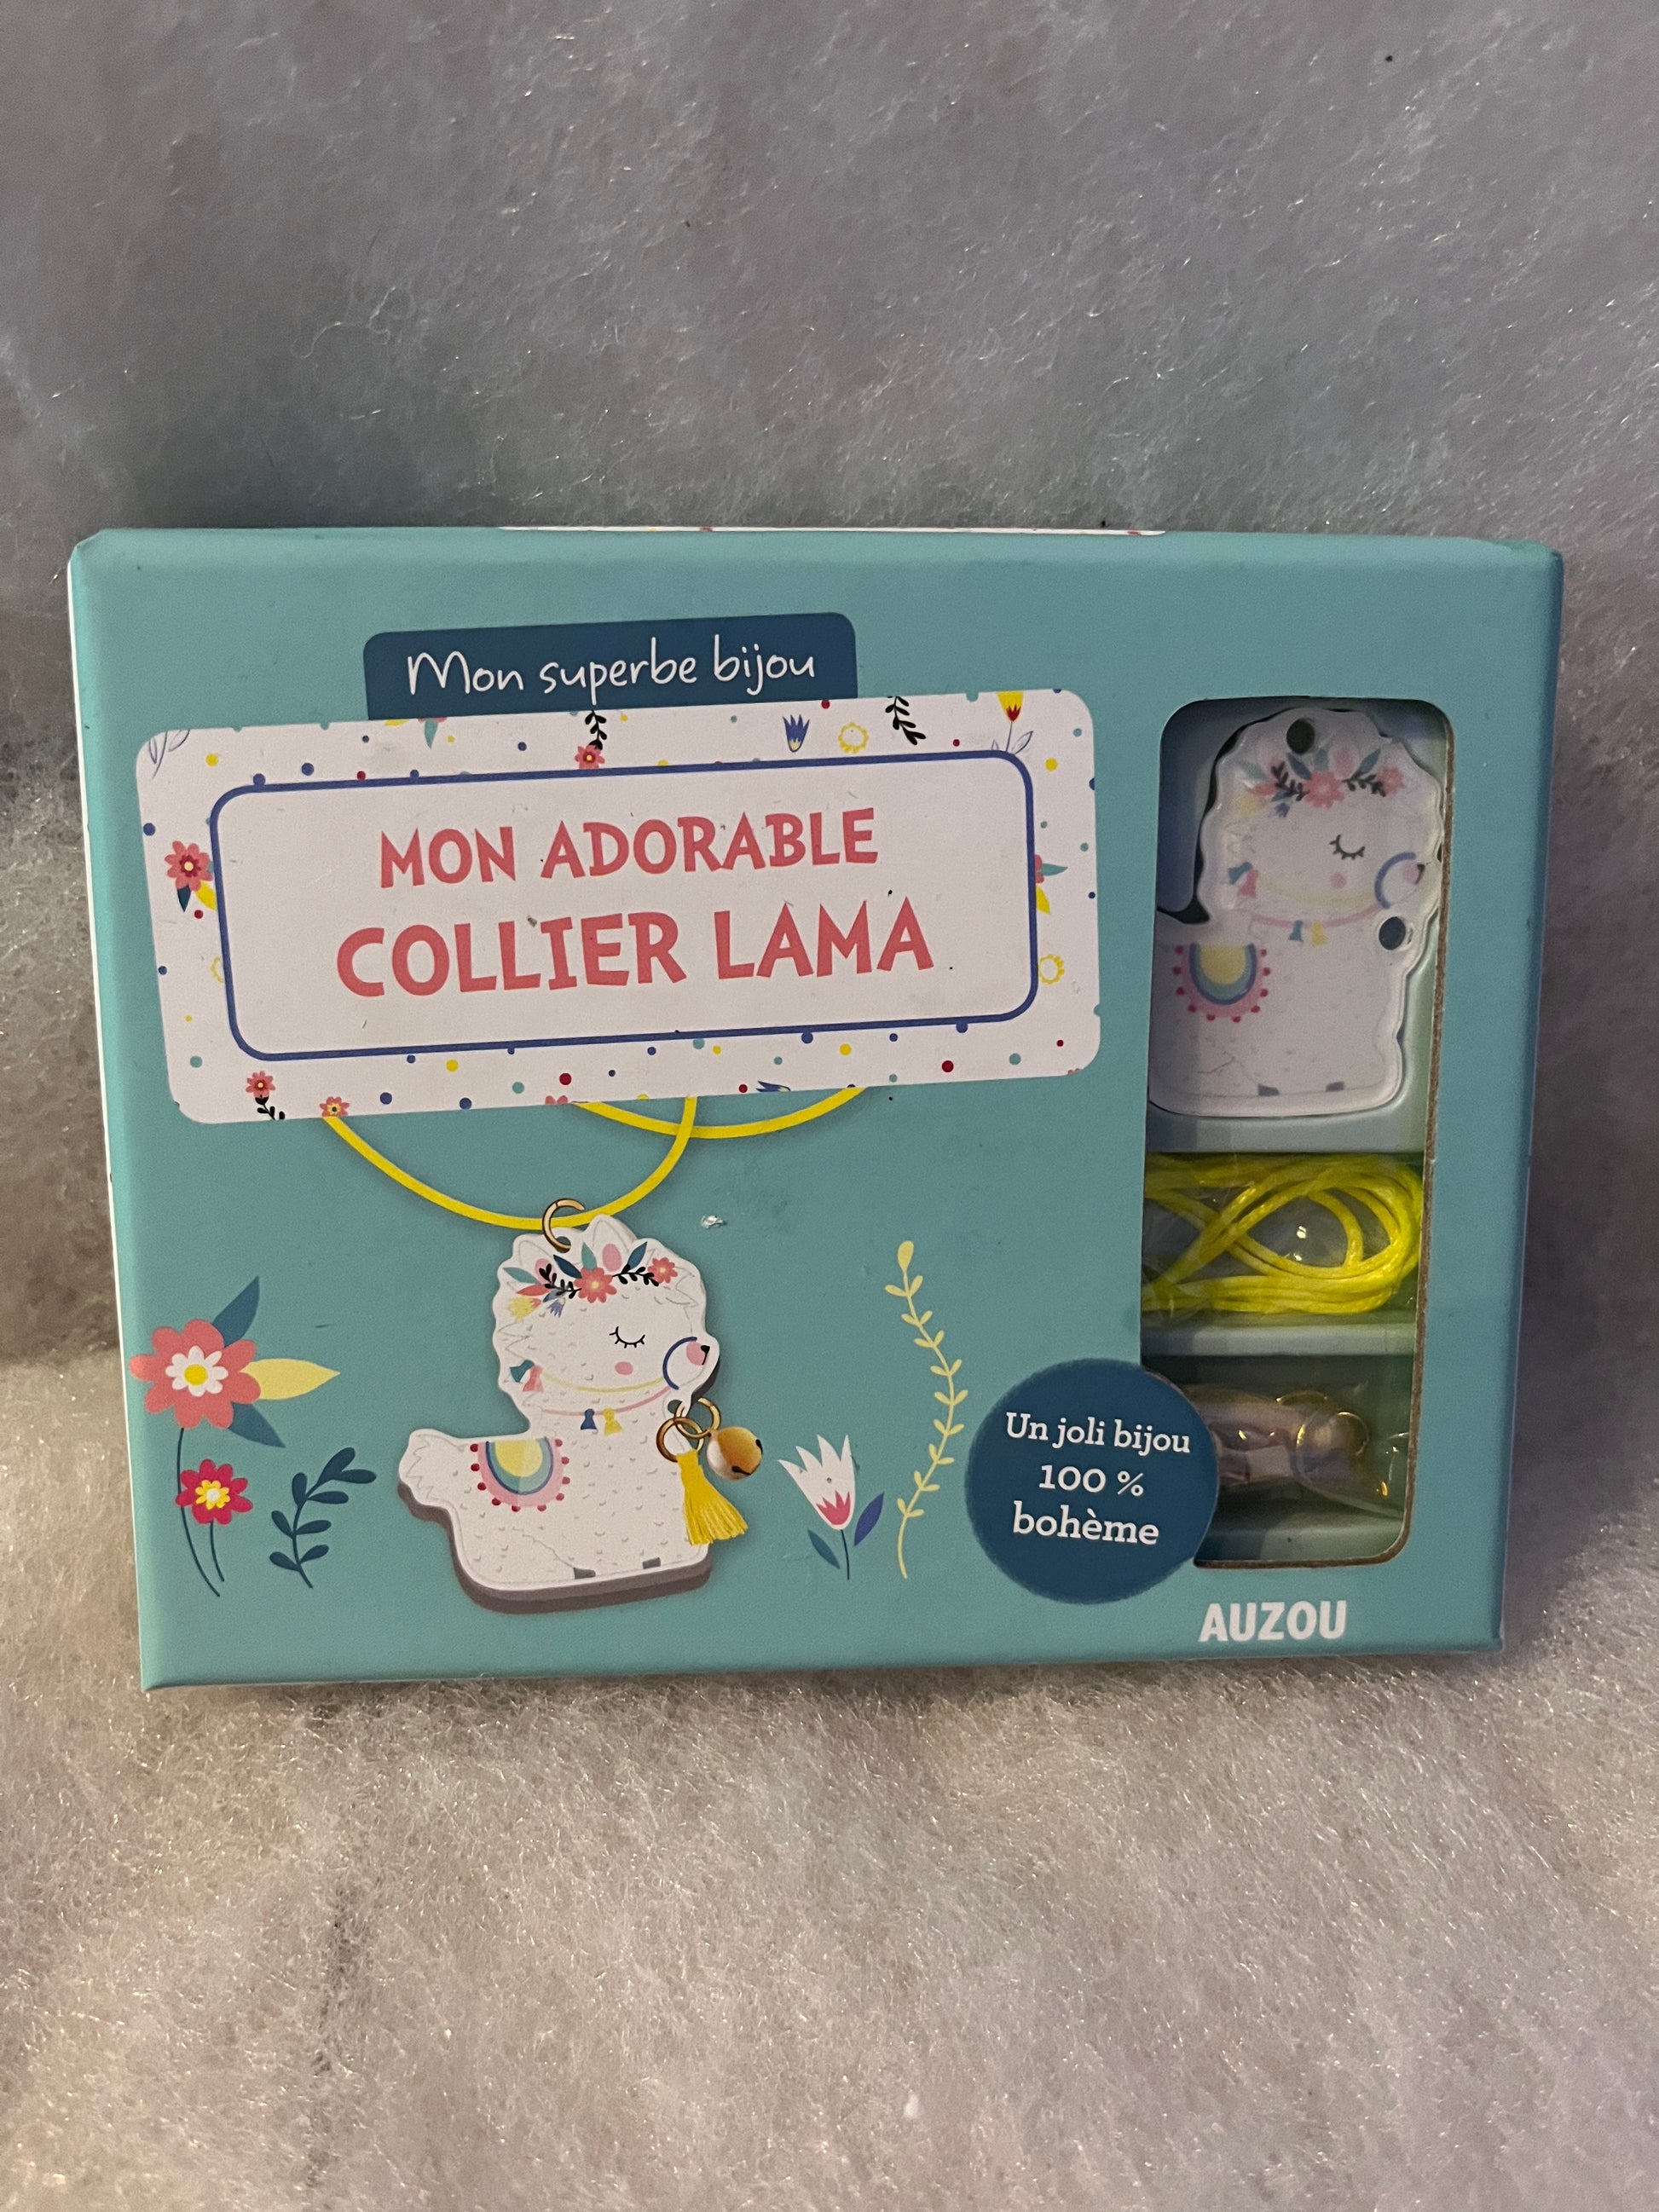 Mon superbe bijou
MON ADORABLE
COLLIER LAMA
Un joli bijou
100 %
bohème
AUZOU